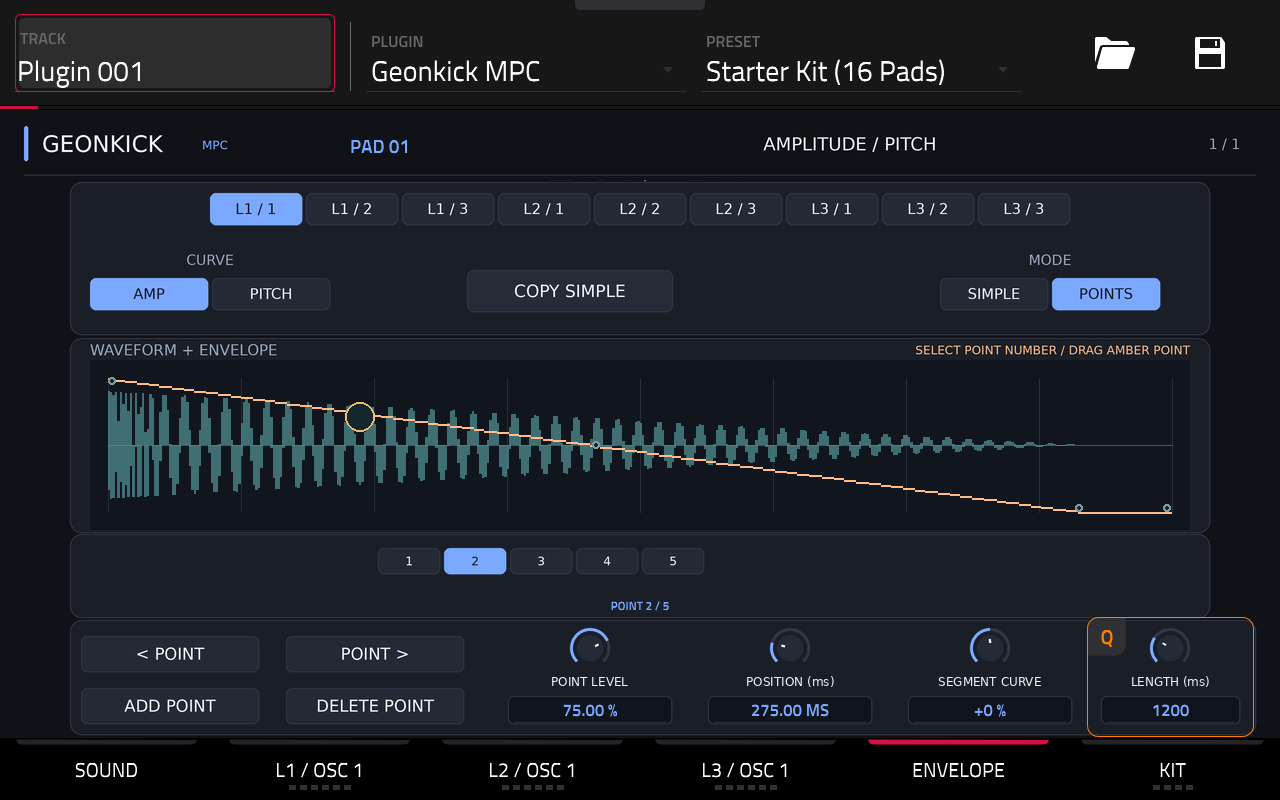 TRACK
Plugin 001
PLUGIN
Geonkick MPC
PRESET
Starter Kit (16 Pads)
GEONKICK
MPC
PAD 01
AMPLITUDE / PITCH
1 / 1
L1 / 1
L1 / 2
L1 / 3
L2 / 1
L2 / 2
L2 / 3
L3 / 1
L3 / 2
L3 / 3
CURVE
AMP
PITCH
COPY SIMPLE
MODE
SIMPLE
POINTS
WAVEFORM + ENVELOPE
SELECT POINT NUMBER / DRAG AMBER POINT
1
2
3
4
5
POINT 2 / 5
< POINT
POINT >
ADD POINT
DELETE POINT
POINT LEVEL
75.00 %
POSITION (ms)
275.00 MS
SEGMENT CURVE
+0 %
Q
LENGTH (ms)
1200
SOUND
L1 / OSC 1
L2 / OSC 1
L3 / OSC 1
ENVELOPE
KIT